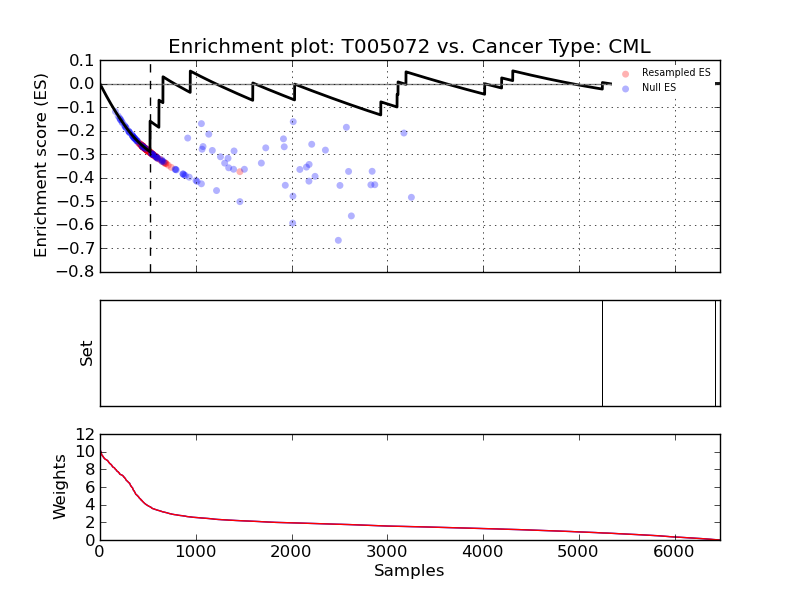 Enrichment plot: T005072 vs. Cancer Type: CML
Enrichment score (ES)
0.1
0.0
−0.1
−0.2
−0.3
−0.4
−0.5
−0.6
−0.7
−0.8
Resampled ES
Null ES
Set
Weights
12
10
8
6
4
2
0
0 1000 2000 3000 4000 5000 6000
Samples